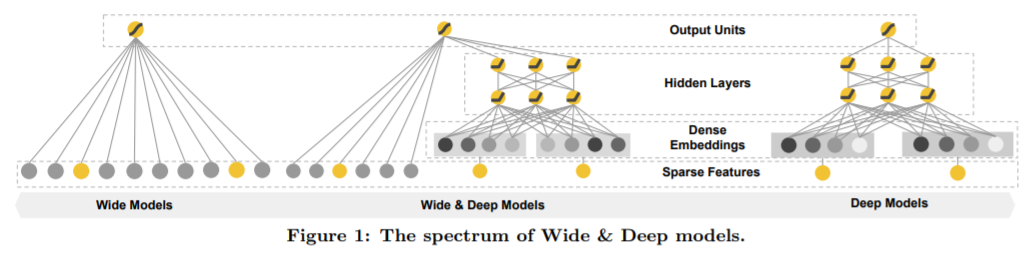 Output Units
Hidden Layers
Dense
Embeddings
Sparse Features
Wide Models
Wide & Deep Models
Deep Models
Figure 1: The spectrum of Wide & Deep models.